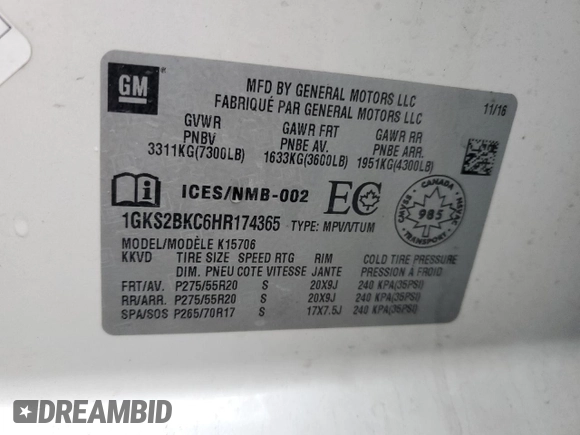 GM
MFD BY GENERAL MOTORS LLC
FABRIQUÉ PAR GENERAL MOTORS LLC
11/16
GVWR GAWR FRT GAWR RR
PNBV PNBE AV. PNBE ARR.
3311KG(7300LB) 1633KG(3600LB) 1951KG(4300LB)
ICES/NMB-002 EC
CANADA
CMVSS NSVAC
985
TRANSPORT
1GKS2BKC6HR174365 TYPE: MPV/VTUM
MODEL/MODÈLE K15706
KKVD TIRE SIZE SPEED RTG RIM COLD TIRE PRESSURE
DIM. PNEU COTE VITESSE JANTE PRESSION À FROID
FRT/AV. P275/55R20 S 20X9J 240 KPA(35PSI)
RR/ARR. P275/55R20 S 20X9J 240 KPA(35PSI)
SPA/SOS P265/70R17 S 17X7.5J 240 KPA(35PSI)
DREAMBID